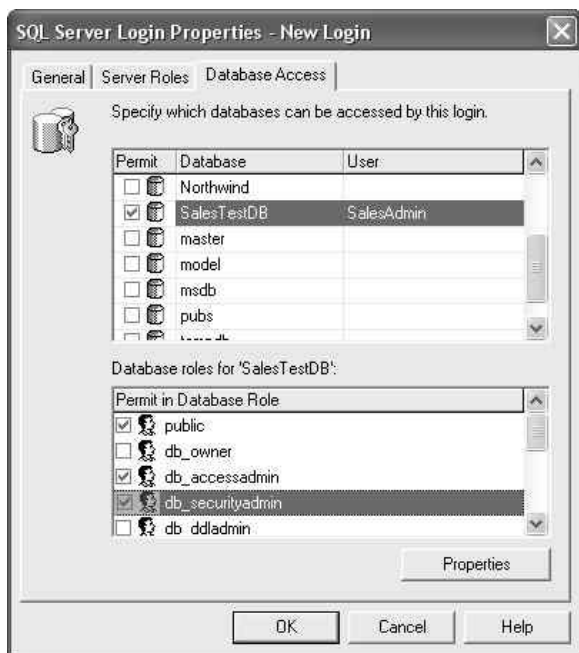 SQL Server Login Properties - New Login
General Server Roles Database Access
Specify which databases can be accessed by this login.
Permit Database User
Northwind
SalesTestDB SalesAdmin
master
model
msdb
pubs
tempdb
Database roles for 'SalesTestDB':
Permit in Database Role
public
db_owner
db_accessadmin
db_securityadmin
db_ddladmin
Properties
OK Cancel Help